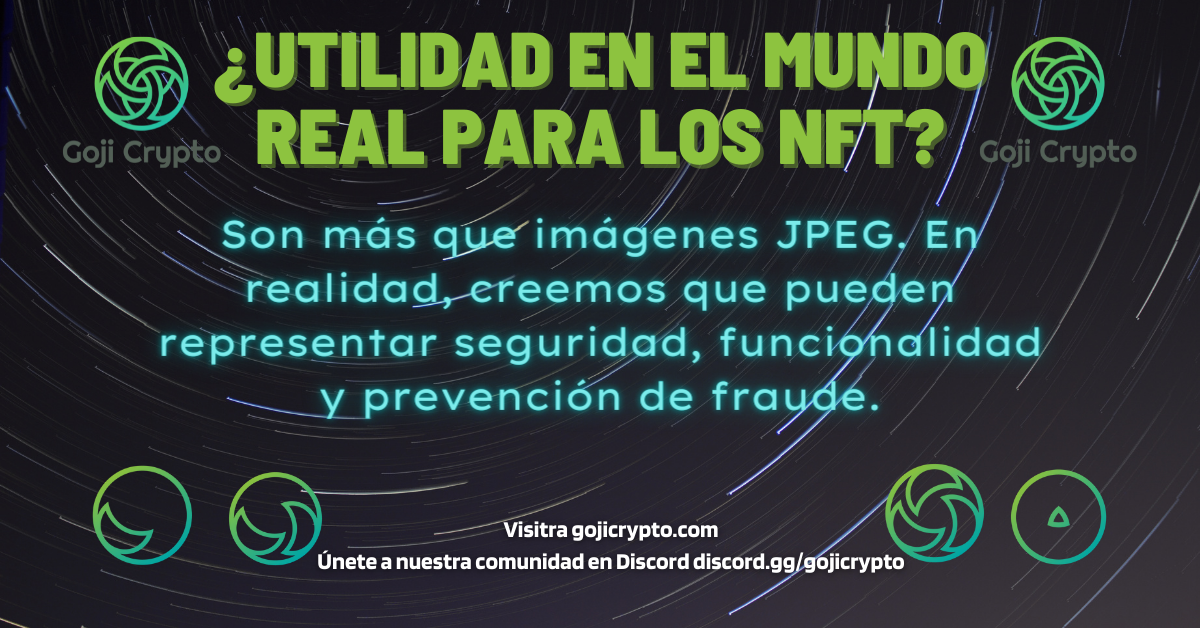 ¿UTILIDAD EN EL MUNDO
REAL PARA LOS NFT?
Goji Crypto
Goji Crypto
Son más que imágenes JPEG. En
realidad, creemos que pueden
representar seguridad, funcionalidad
y prevención de fraude.
Visitra gojicrypto.com
Únete a nuestra comunidad en Discord discord.gg/gojicrypto